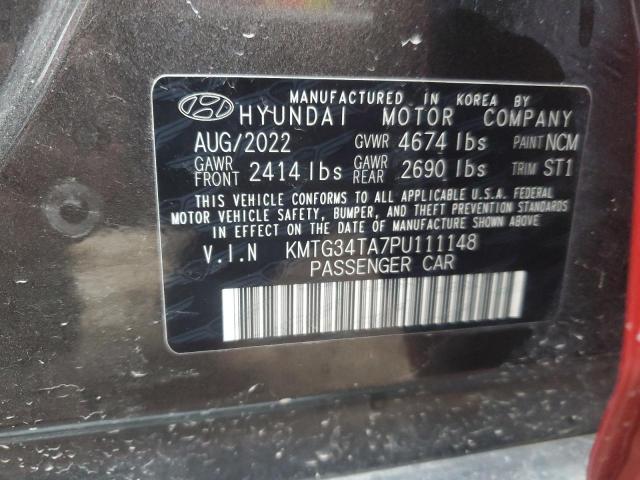 MANUFACTURED IN KOREA BY
HYUNDAI MOTOR COMPANY
AUG/2022 GVWR 4674 lbs PAINT NCM
GAWR FRONT 2414 lbs GAWR REAR 2690 lbs TRIM ST1
THIS VEHICLE CONFORMS TO ALL APPLICABLE U.S.A. FEDERAL
MOTOR VEHICLE SAFETY, BUMPER, AND THEFT PREVENTION STANDARDS
IN EFFECT ON THE DATE OF MANUFACTURE SHOWN ABOVE.
V.I.N KMTG34TA7PU111148
PASSENGER CAR